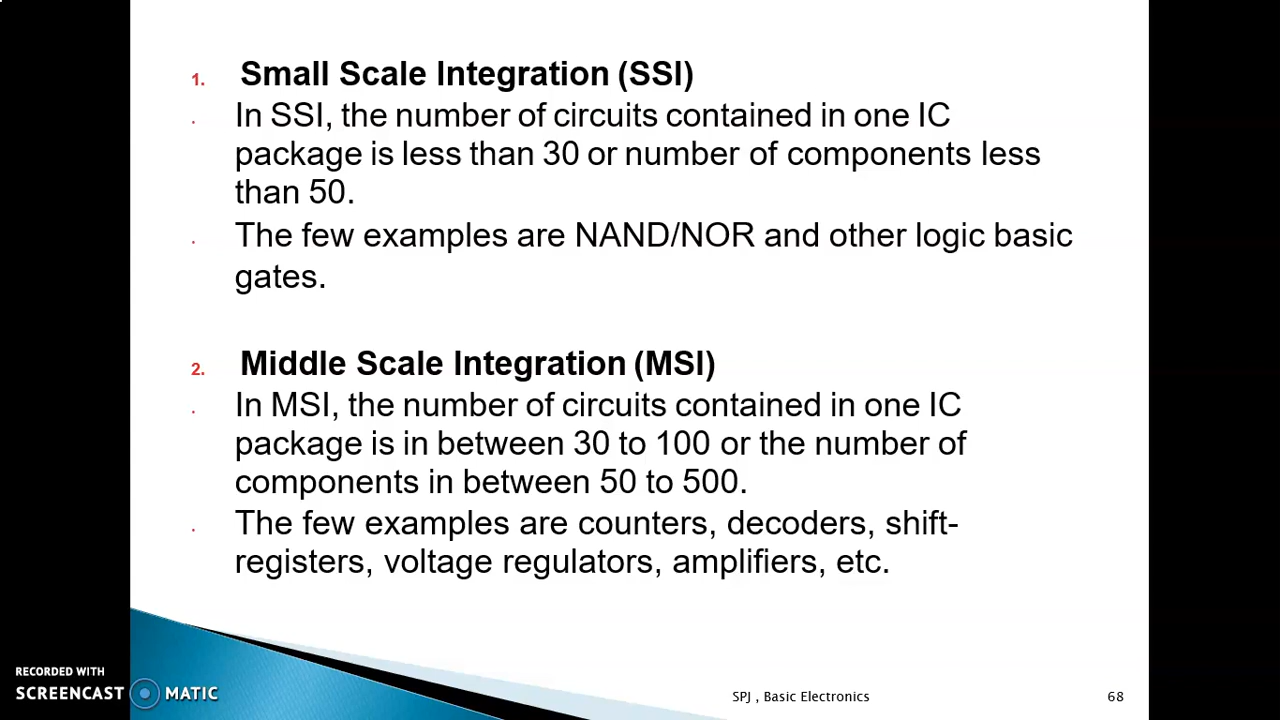 1. Small Scale Integration (SSI)
· In SSI, the number of circuits contained in one IC
package is less than 30 or number of components less
than 50.
· The few examples are NAND/NOR and other logic basic
gates.
2. Middle Scale Integration (MSI)
· In MSI, the number of circuits contained in one IC
package is in between 30 to 100 or the number of
components in between 50 to 500.
· The few examples are counters, decoders, shift-
registers, voltage regulators, amplifiers, etc.
RECORDED WITH
SCREENCAST MATIC
SPJ , Basic Electronics 68